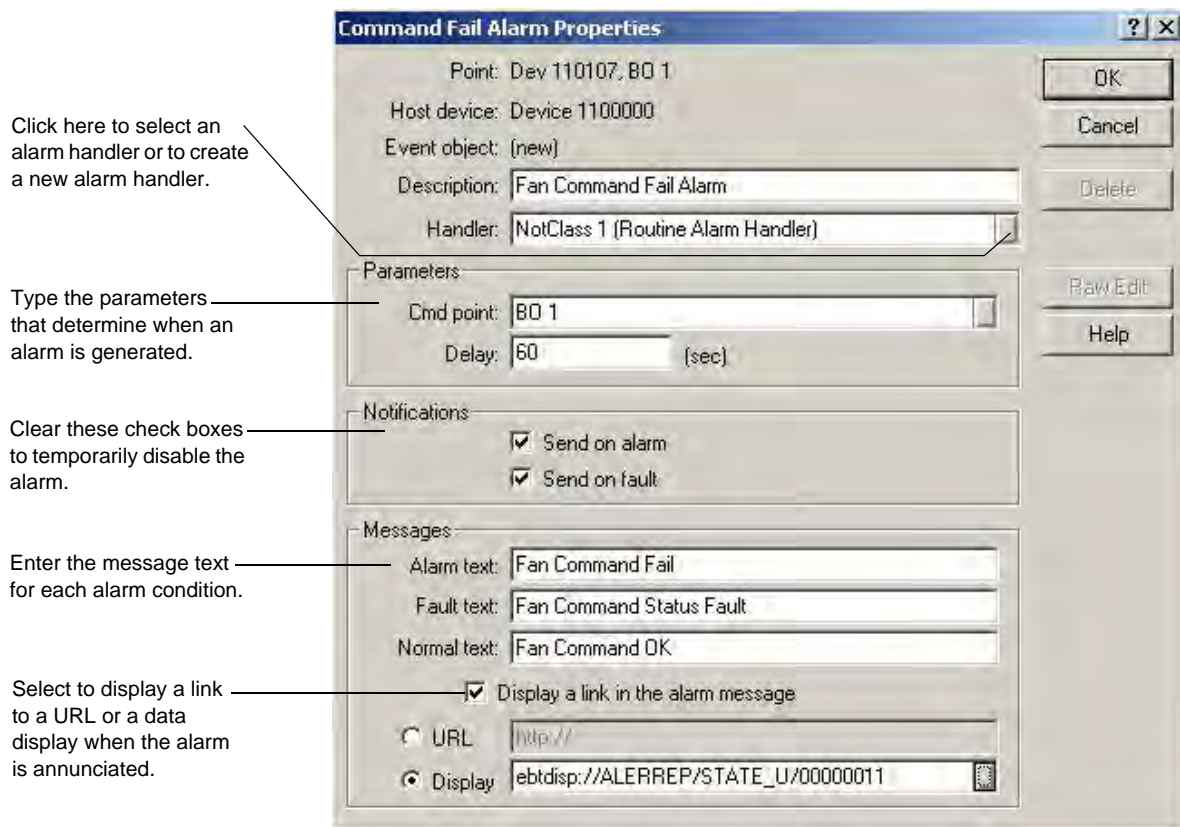 Command Fail Alarm Properties
? X
Point: Dev 110107, BO 1
OK
Host device: Device 1100000
Cancel
Event object: (new)
Description: Fan Command Fail Alarm
Delete
Handler: NotClass 1 (Routine Alarm Handler)
Click here to select an
alarm handler or to create
a new alarm handler.
Parameters
Raw Edit
Cmd point: BO 1
Help
Delay: 60 (sec)
Type the parameters
that determine when an
alarm is generated.
Notifications
Send on alarm
Send on fault
Clear these check boxes
to temporarily disable the
alarm.
Messages
Alarm text: Fan Command Fail
Fault text: Fan Command Status Fault
Normal text: Fan Command OK
Enter the message text
for each alarm condition.
Display a link in the alarm message
URL http://
Display ebtdisp://ALERREP/STATE_U/00000011
Select to display a link
to a URL or a data
display when the alarm
is annunciated.